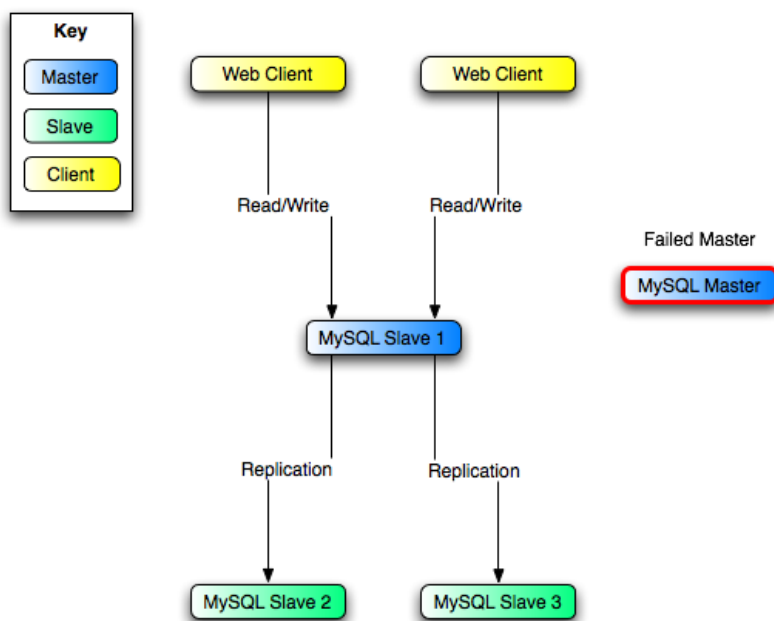 Key
Master
Slave
Client
Web Client
Web Client
Read/Write
Read/Write
Failed Master
MySQL Master
MySQL Slave 1
Replication
Replication
MySQL Slave 2
MySQL Slave 3